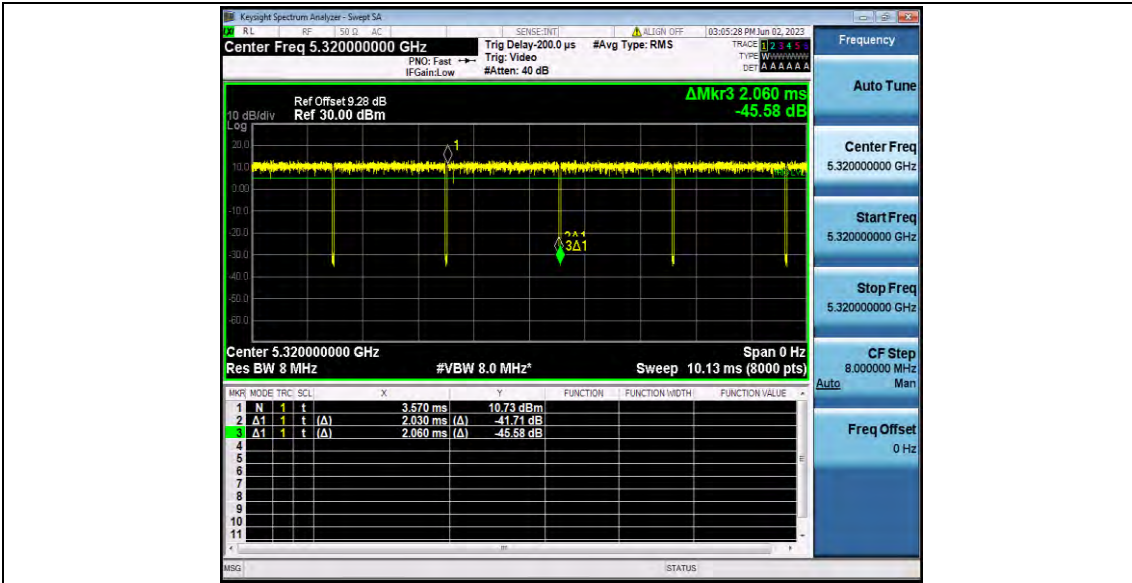 Keysight Spectrum Analyzer - Swept SA
RL RF 50 Ω AC SENSE:INT ALIGN OFF 03:05:28 PM Jun 02, 2023
Center Freq 5.320000000 GHz
PNO: Fast
IFGain:Low
Trig Delay-200.0 µs
Trig: Video
#Atten: 40 dB
#Avg Type: RMS
TRACE 1 2 3 4 5 6
TYPE W
DET A A A A A A
Frequency
Auto Tune
Center Freq
5.320000000 GHz
Start Freq
5.320000000 GHz
Stop Freq
5.320000000 GHz
CF Step
8.000000 MHz
Auto Man
Freq Offset
0 Hz
ΔMkr3 2.060 ms
-45.58 dB
Ref Offset 9.28 dB
10 dB/div Ref 30.00 dBm
Log
20.0
10.0
0.00
-10.0
-20.0
-30.0
-40.0
-50.0
-60.0
1
2Δ1
3Δ1
Center 5.320000000 GHz Span 0 Hz
Res BW 8 MHz #VBW 8.0 MHz* Sweep 10.13 ms (8000 pts)
MKR MODE TRC SCL X Y FUNCTION FUNCTION WIDTH FUNCTION VALUE
1 N 1 t 3.570 ms 10.73 dBm
2 Δ1 1 t (Δ) 2.030 ms (Δ) -41.71 dB
3 Δ1 1 t (Δ) 2.060 ms (Δ) -45.58 dB
4
5
6
7
8
9
10
11
MSG STATUS